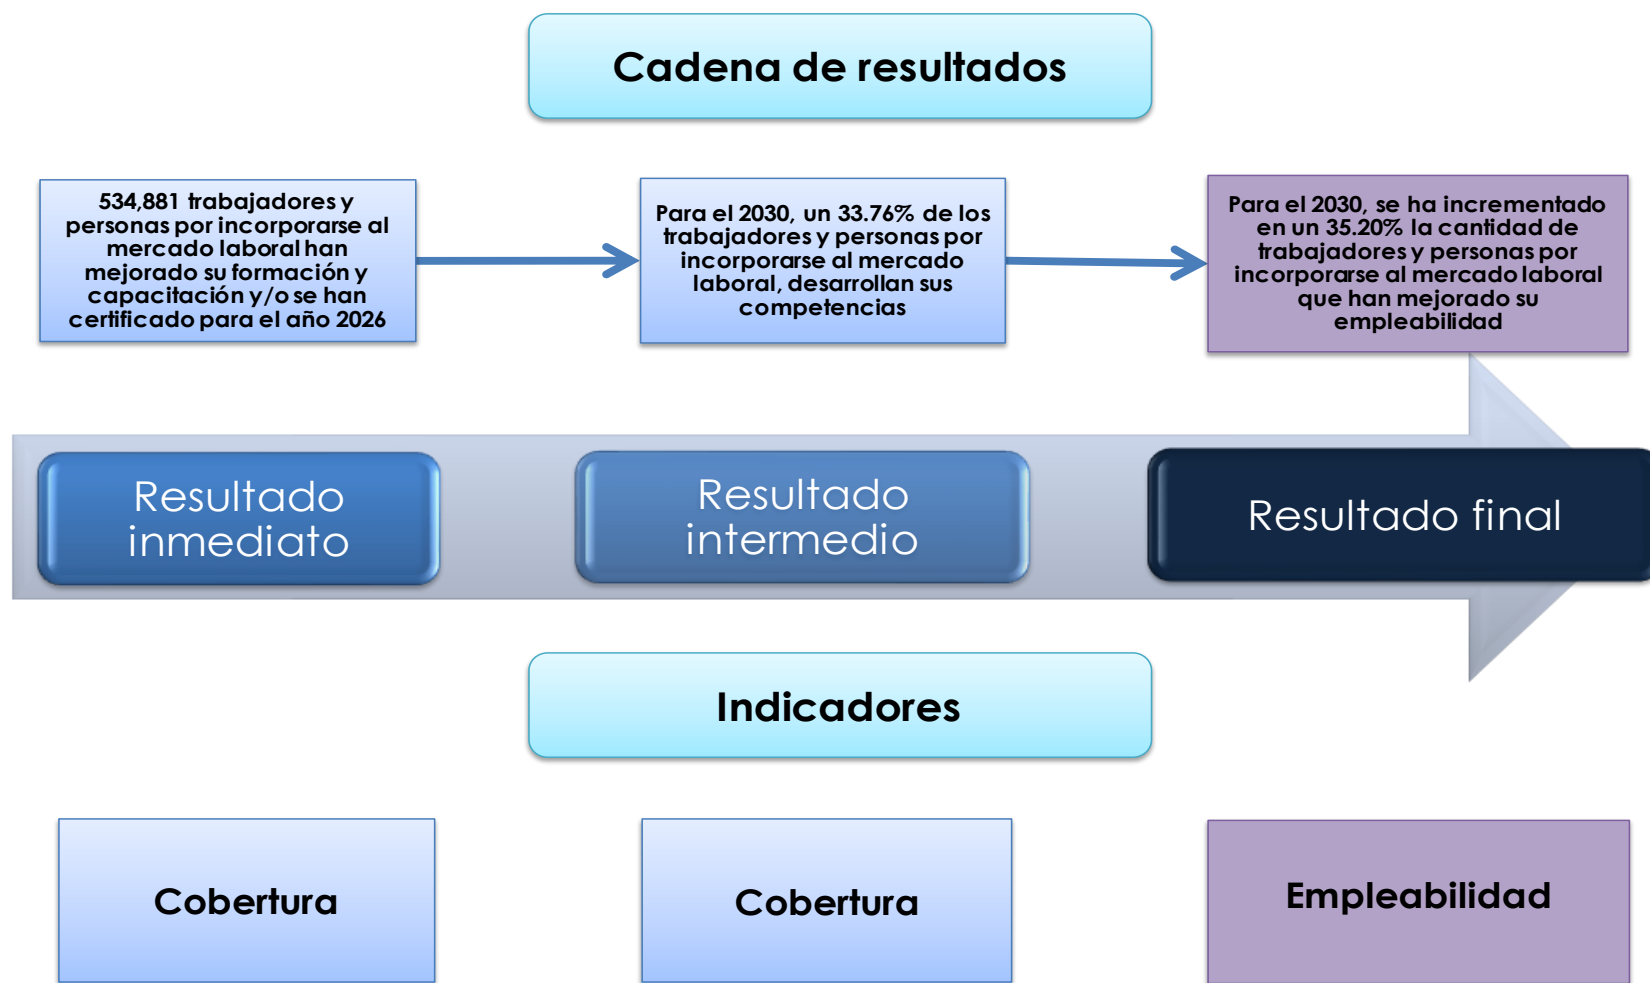 Cadena de resultados
534,881 trabajadores y
personas por incorporarse al
mercado laboral han
mejorado su formación y
capacitación y/o se han
certificado para el año 2026
Para el 2030, un 33.76% de los
trabajadores y personas por
incorporarse al mercado
laboral, desarrollan sus
competencias
Para el 2030, se ha incrementado
en un 35.20% la cantidad de
trabajadores y personas por
incorporarse al mercado laboral
que han mejorado su
empleabilidad
Resultado
inmediato
Resultado
intermedio
Resultado final
Indicadores
Cobertura
Cobertura
Empleabilidad